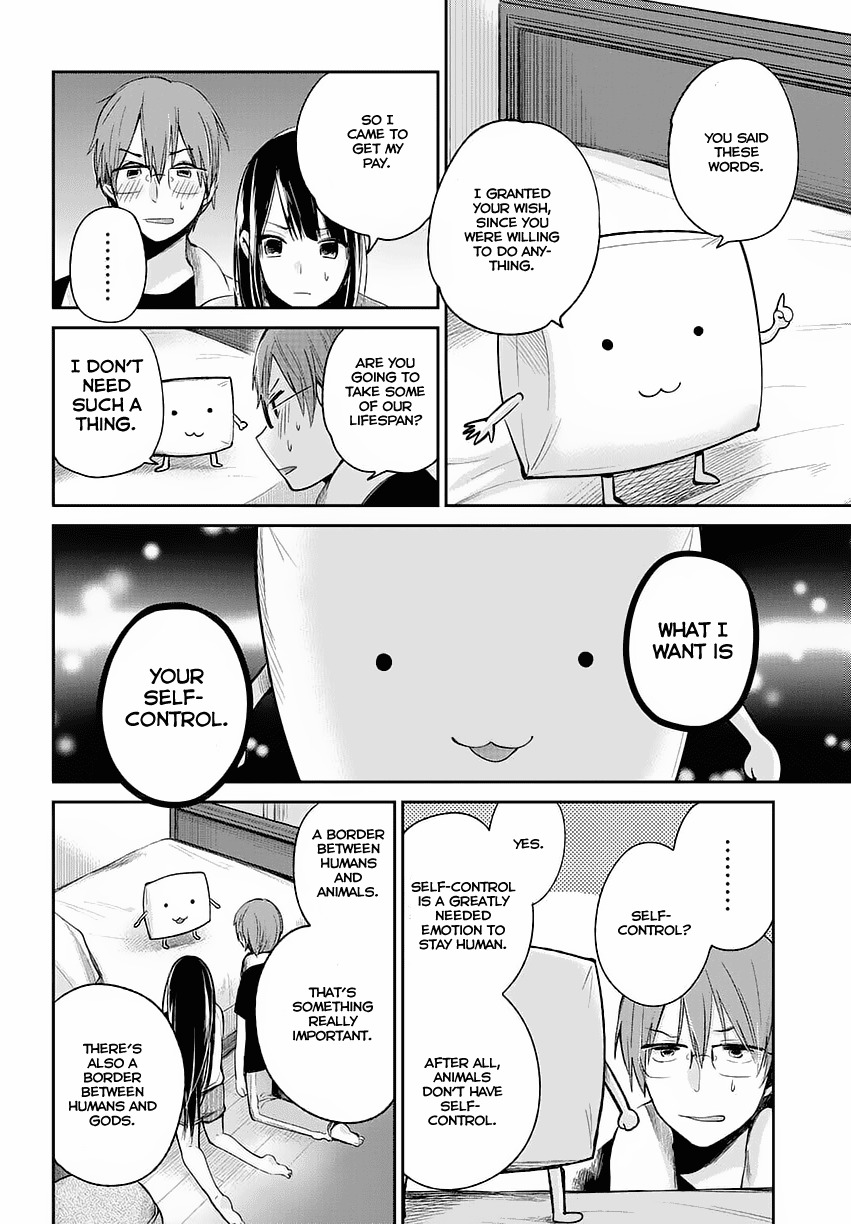 YOU SAID
THESE
WORDS.
I GRANTED
YOUR WISH,
SINCE YOU
WERE WILLING
TO DO ANY-
THING.
SO I
CAME TO
GET MY
PAY.
........
ARE YOU
GOING TO
TAKE SOME
OF OUR
LIFESPAN?
I DON'T
NEED
SUCH A
THING.
WHAT I
WANT IS
YOUR
SELF-
CONTROL.
........
SELF-
CONTROL?
YES.
SELF-CONTROL
IS A GREATLY
NEEDED
EMOTION TO
STAY HUMAN.
AFTER ALL,
ANIMALS
DON'T HAVE
SELF-
CONTROL.
A BORDER
BETWEEN
HUMANS
AND
ANIMALS.
THAT'S
SOMETHING
REALLY
IMPORTANT.
THERE'S
ALSO A
BORDER
BETWEEN
HUMANS AND
GODS.